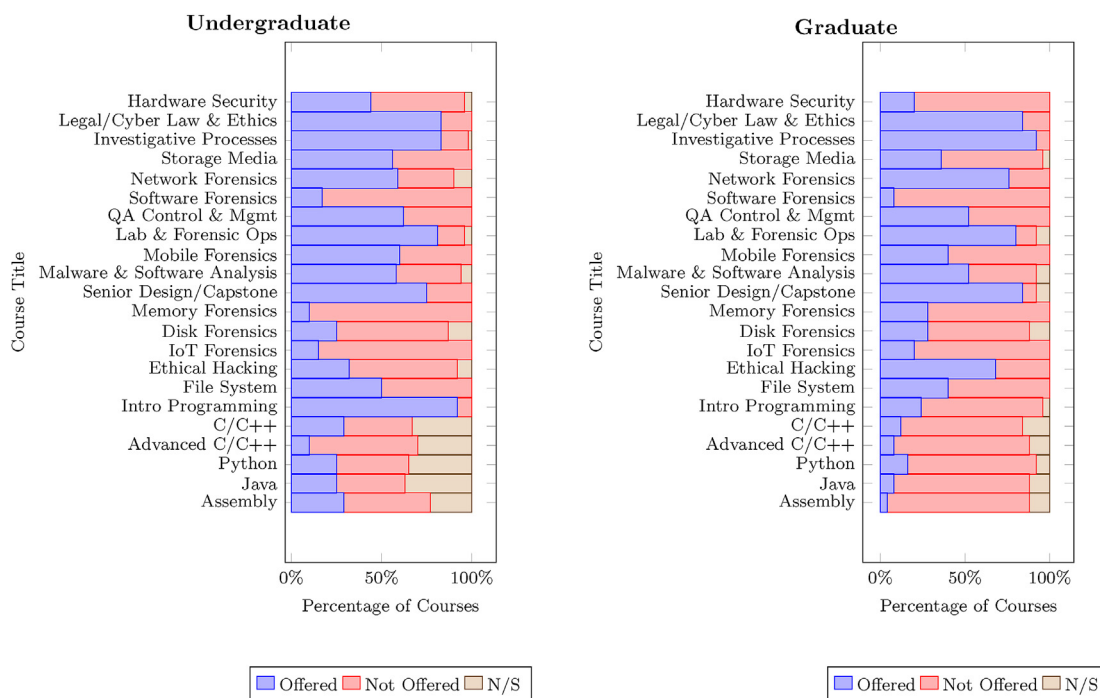 Undergraduate
Course Title
Hardware Security
Legal/Cyber Law & Ethics
Investigative Processes
Storage Media
Network Forensics
Software Forensics
QA Control & Mgmt
Lab & Forensic Ops
Mobile Forensics
Malware & Software Analysis
Senior Design/Capstone
Memory Forensics
Disk Forensics
IoT Forensics
Ethical Hacking
File System
Intro Programming
C/C++
Advanced C/C++
Python
Java
Assembly
0% 50% 100%
Percentage of Courses
Offered Not Offered N/S
Graduate
Course Title
Hardware Security
Legal/Cyber Law & Ethics
Investigative Processes
Storage Media
Network Forensics
Software Forensics
QA Control & Mgmt
Lab & Forensic Ops
Mobile Forensics
Malware & Software Analysis
Senior Design/Capstone
Memory Forensics
Disk Forensics
IoT Forensics
Ethical Hacking
File System
Intro Programming
C/C++
Advanced C/C++
Python
Java
Assembly
0% 50% 100%
Percentage of Courses
Offered Not Offered N/S